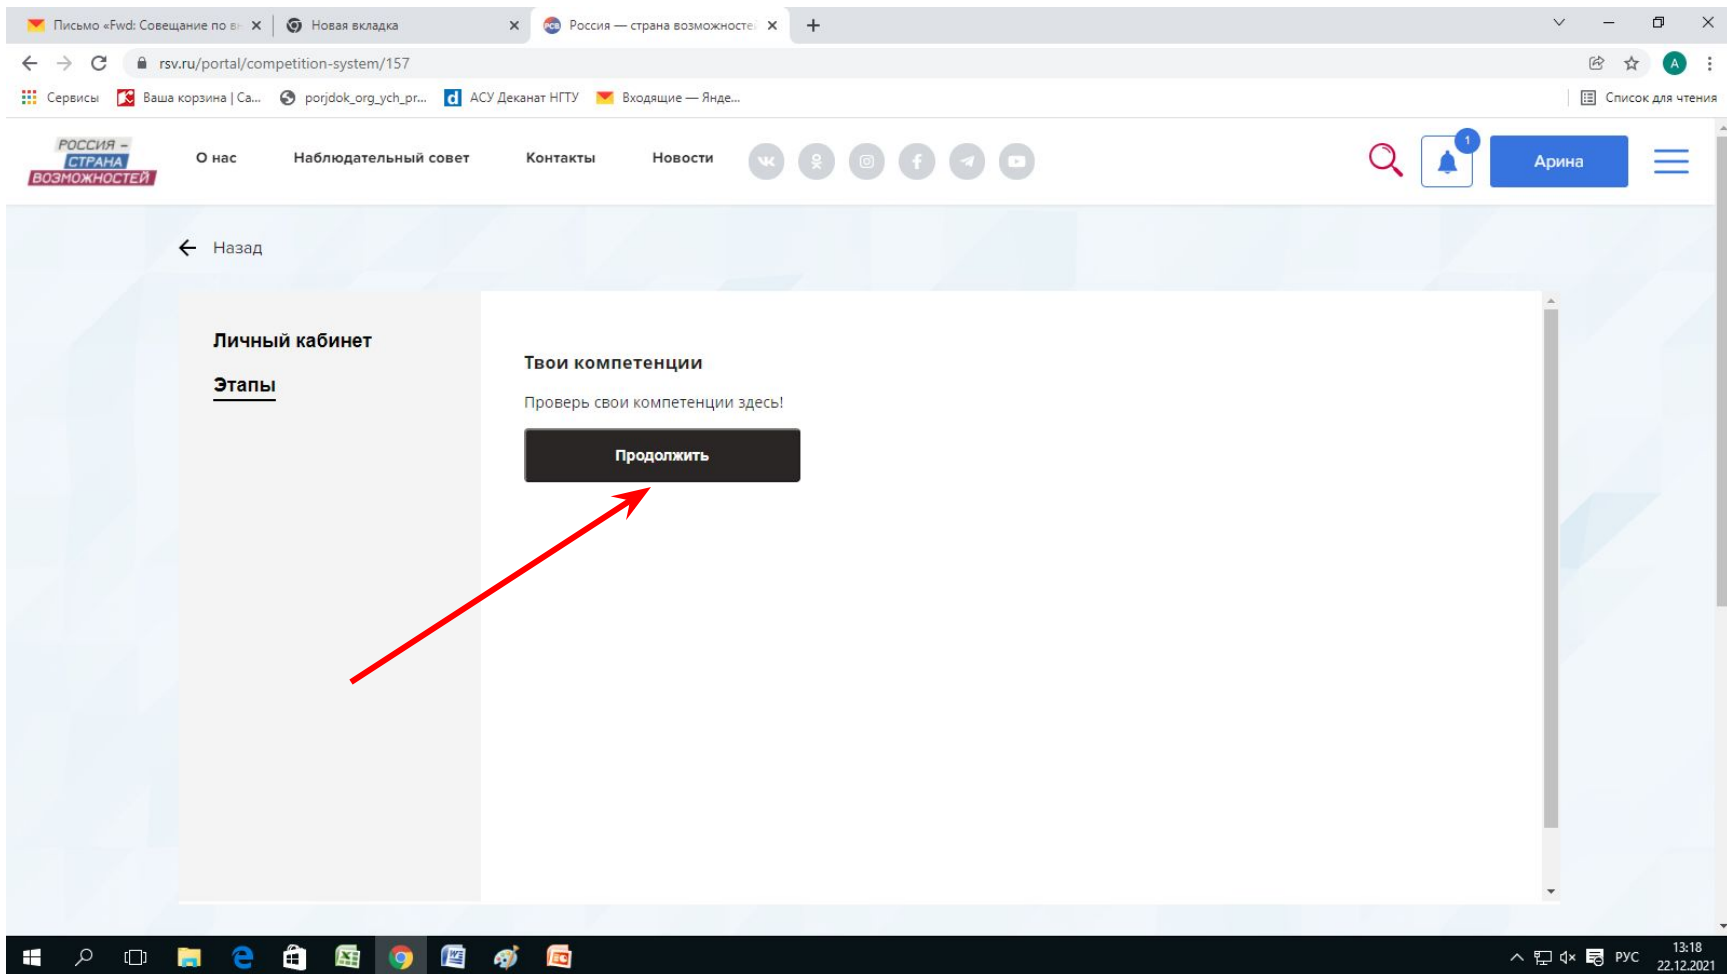 Письмо «Fwd: Совещание по вн
Новая вкладка
Россия — страна возможностей
rsv.ru/portal/competition-system/157
A
Сервисы
Ваша корзина | Са...
porjdok_org_ych_pr...
АСУ Деканат НГТУ
Входящие — Янде...
Список для чтения
РОССИЯ –
СТРАНА
ВОЗМОЖНОСТЕЙ
О нас
Наблюдательный совет
Контакты
Новости
1
Арина
Назад
Личный кабинет
Этапы
Твои компетенции
Проверь свои компетенции здесь!
Продолжить
РУС
13:18
22.12.2021